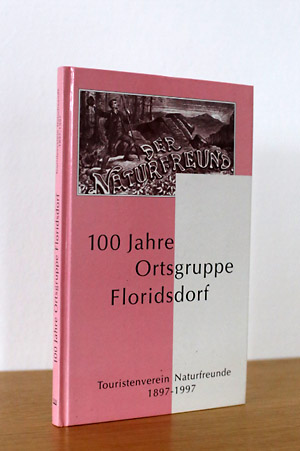 DER
NATURFREUND
100 Jahre
Ortsgruppe
Floridsdorf
Touristenverein Naturfreunde
1897-1997
100 Jahre Ortsgruppe Floridsdorf